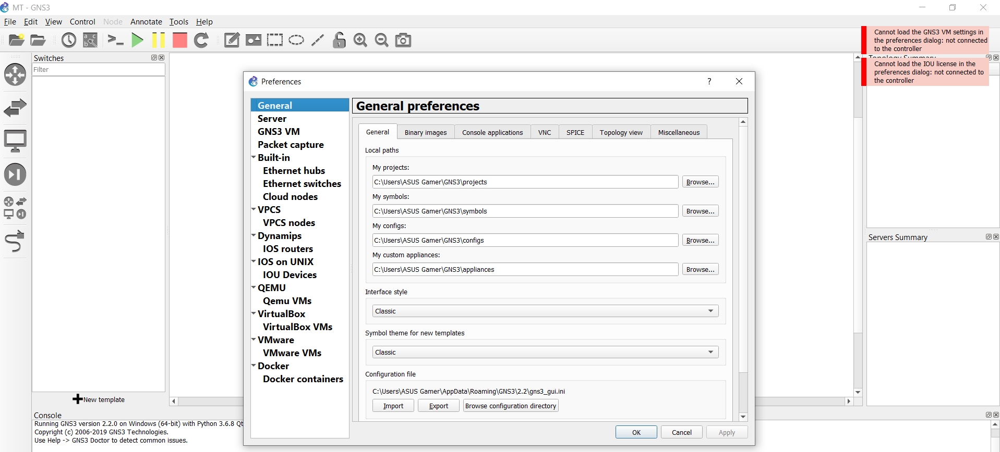 MT - GNS3
File Edit View Control Node Annotate Tools Help
Cannot load the GNS3 VM settings in
the preferences dialog: not connected
to the controller
Cannot load the IOU license in the
preferences dialog: not connected to
the controller
Switches
Filter
New template
Topology Summary
Servers Summary
Preferences
?
General
Server
GNS3 VM
Packet capture
Built-in
Ethernet hubs
Ethernet switches
Cloud nodes
VPCS
VPCS nodes
Dynamips
IOS routers
IOS on UNIX
IOU Devices
QEMU
Qemu VMs
VirtualBox
VirtualBox VMs
VMware
VMware VMs
Docker
Docker containers
General preferences
General Binary images Console applications VNC SPICE Topology view Miscellaneous
Local paths
My projects:
C:\Users\ASUS Gamer\GNS3\projects Browse...
My symbols:
C:\Users\ASUS Gamer\GNS3\symbols Browse...
My configs:
C:\Users\ASUS Gamer\GNS3\configs Browse...
My custom appliances:
C:\Users\ASUS Gamer\GNS3\appliances Browse...
Interface style
Classic
Symbol theme for new templates
Classic
Configuration file
C:\Users\ASUS Gamer\AppData\Roaming\GNS3\2.2\gns3_gui.ini
Import Export Browse configuration directory
OK Cancel Apply
Console
Running GNS3 version 2.2.0 on Windows (64-bit) with Python 3.6.8 Qt
Copyright (c) 2006-2019 GNS3 Technologies.
Use Help -> GNS3 Doctor to detect common issues.